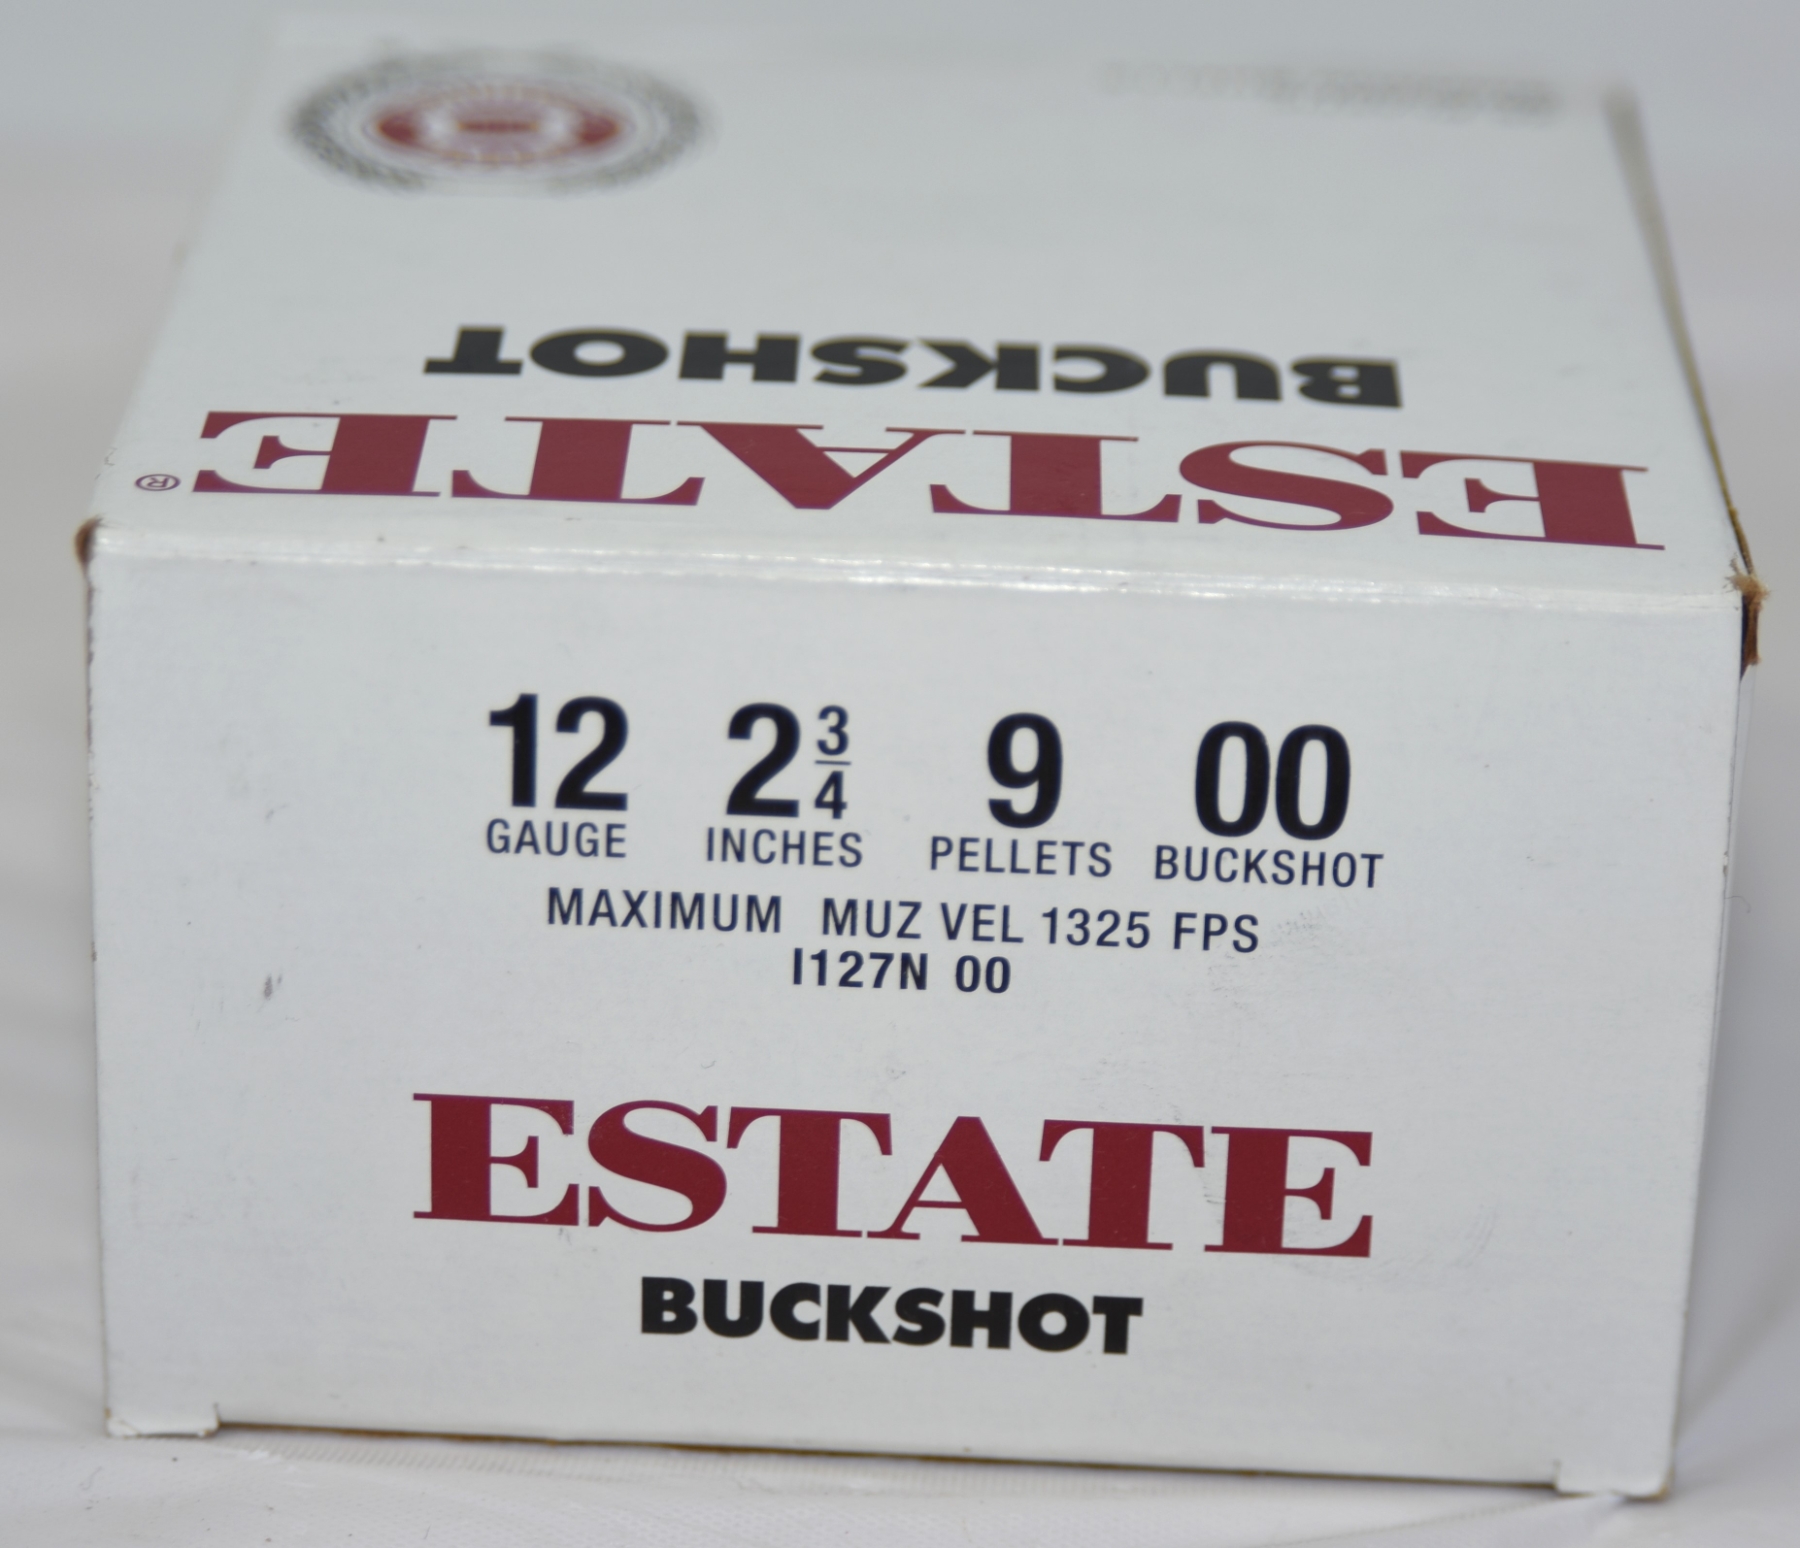 BUCKSHOT
ESTATE®
12 2 3/4 9 00
GAUGE INCHES PELLETS BUCKSHOT
MAXIMUM MUZ VEL 1325 FPS
I127N 00
ESTATE
BUCKSHOT